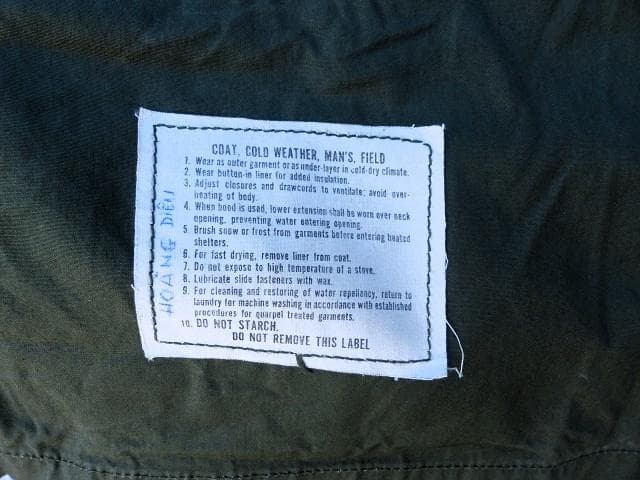 COAT, COLD WEATHER, MAN'S, FIELD
1. Wear as outer garment or as under-layer in cold-dry climate.
2. Wear button-in liner for added insulation.
3. Adjust closures and drawcords to ventilate; avoid over-
heating of body.
4. When hood is used, lower extension shall be worn over neck
opening, preventing water entering opening.
5. Brush snow or frost from garments before entering heated
shelters.
6. For fast drying, remove liner from coat.
7. Do not expose to high temperature of a stove.
8. Lubricate slide fasteners with wax.
9. For cleaning and restoring of water repellency, return to
laundry for machine washing in accordance with established
procedures for quarpel treated garments.
10. DO NOT STARCH.
DO NOT REMOVE THIS LABEL
HOÀNG DIỆU